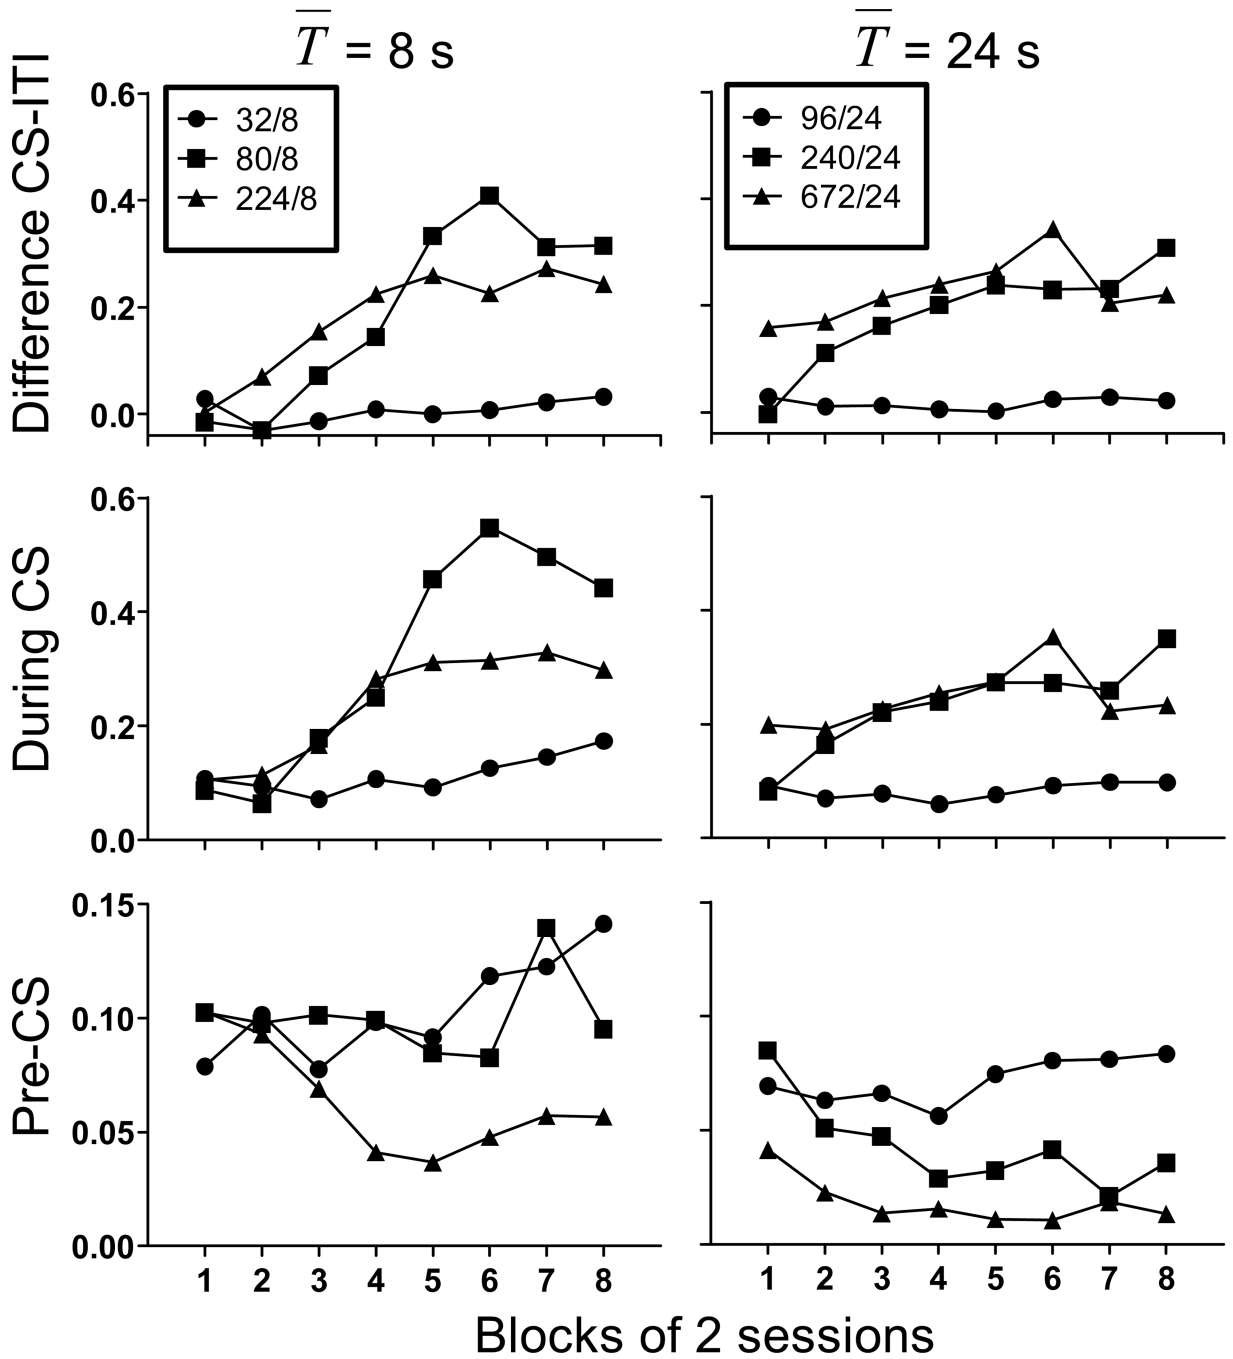 T̅ = 8 s
T̅ = 24 s
Difference CS-ITI
0.6
0.4
0.2
0.0
32/8
80/8
224/8
96/24
240/24
672/24
During CS
0.6
0.4
0.2
0.0
Pre-CS
0.15
0.10
0.05
0.00
1 2 3 4 5 6 7 8
1 2 3 4 5 6 7 8
Blocks of 2 sessions